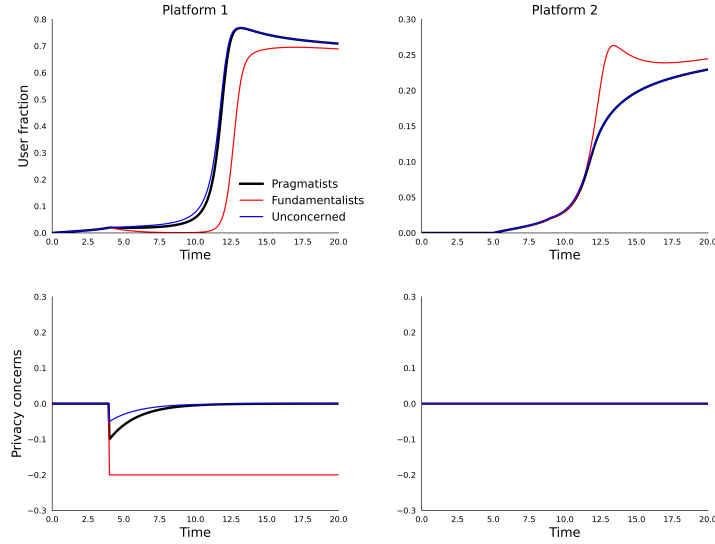 Platform 1
Platform 2
User fraction
0.8
0.7
0.6
0.5
0.4
0.3
0.2
0.1
0.0
Pragmatists
Fundamentalists
Unconcerned
0.0 2.5 5.0 7.5 10.0 12.5 15.0 17.5 20.0
Time
0.30
0.25
0.20
0.15
0.10
0.05
0.00
0.0 2.5 5.0 7.5 10.0 12.5 15.0 17.5 20.0
Time
Privacy concerns
0.3
0.2
0.1
0.0
−0.1
−0.2
−0.3
0.0 2.5 5.0 7.5 10.0 12.5 15.0 17.5 20.0
Time
0.3
0.2
0.1
0.0
−0.1
−0.2
−0.3
0.0 2.5 5.0 7.5 10.0 12.5 15.0 17.5 20.0
Time